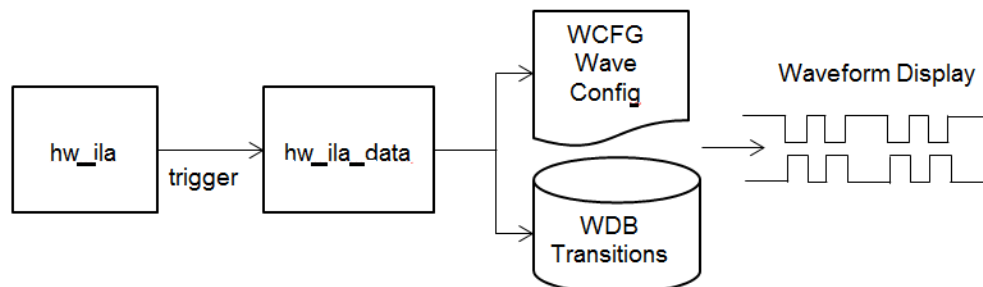 hw_ila
trigger
hw_ila_data
WCFG
Wave
Config
WDB
Transitions
Waveform Display